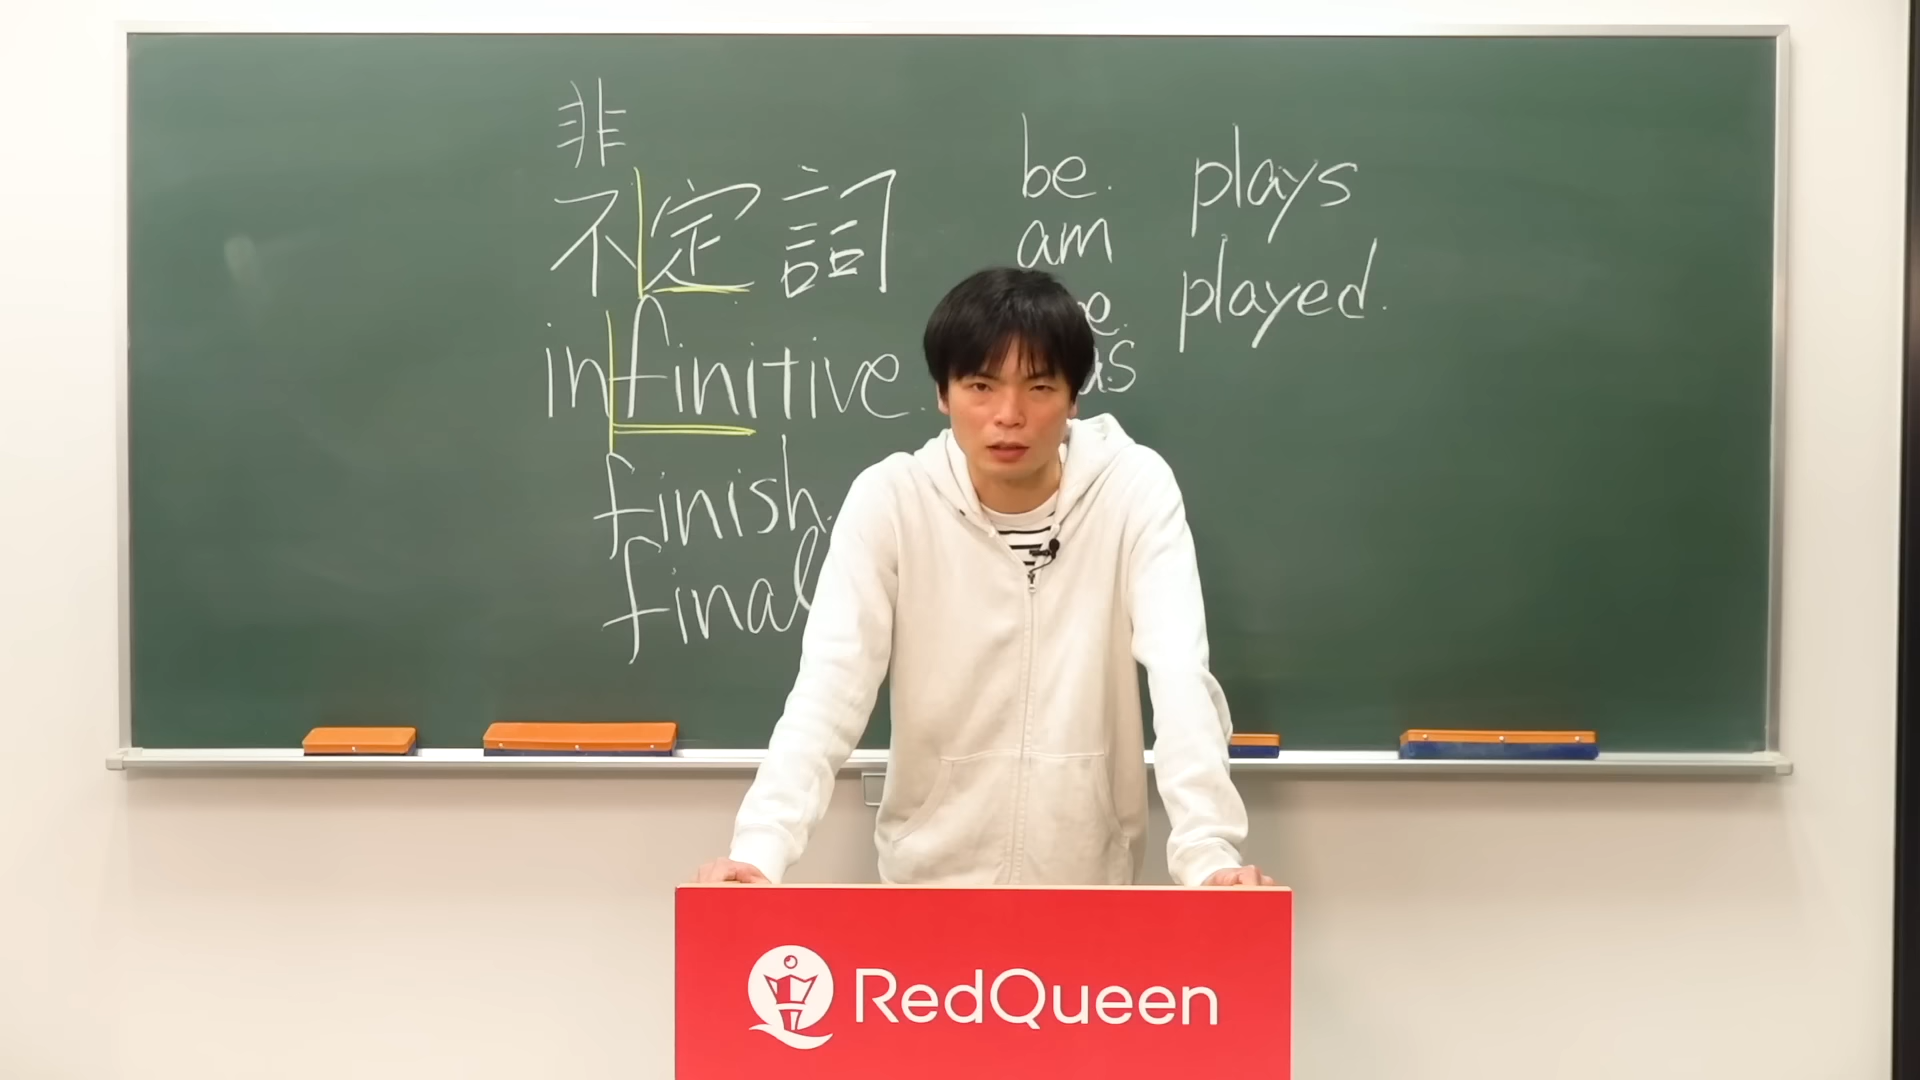 非
不定詞
infinitive.
finish.
final
be.
am
plays
played.
RedQueen